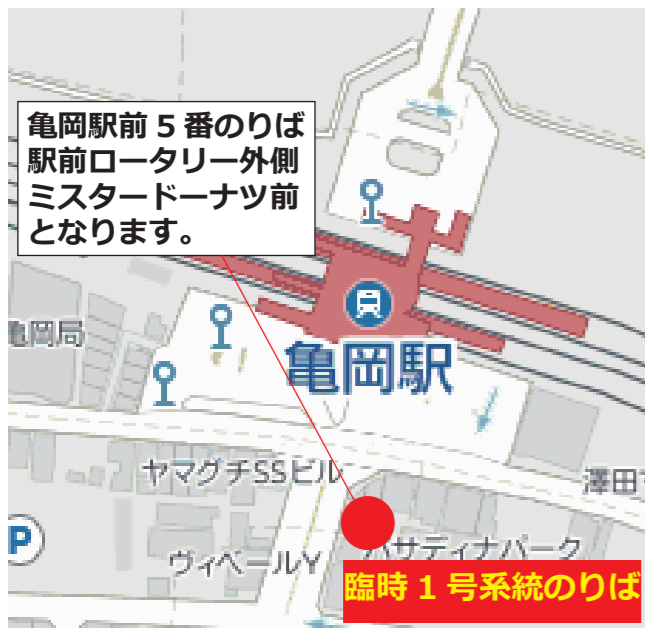 亀岡駅前５番のりば
駅前ロータリー外側
ミスタードーナツ前
となります。
亀岡局
亀岡駅
ヤマグチSSビル
澤田
P
ヴィベールY
パサディナパーク
臨時１号系統のりば